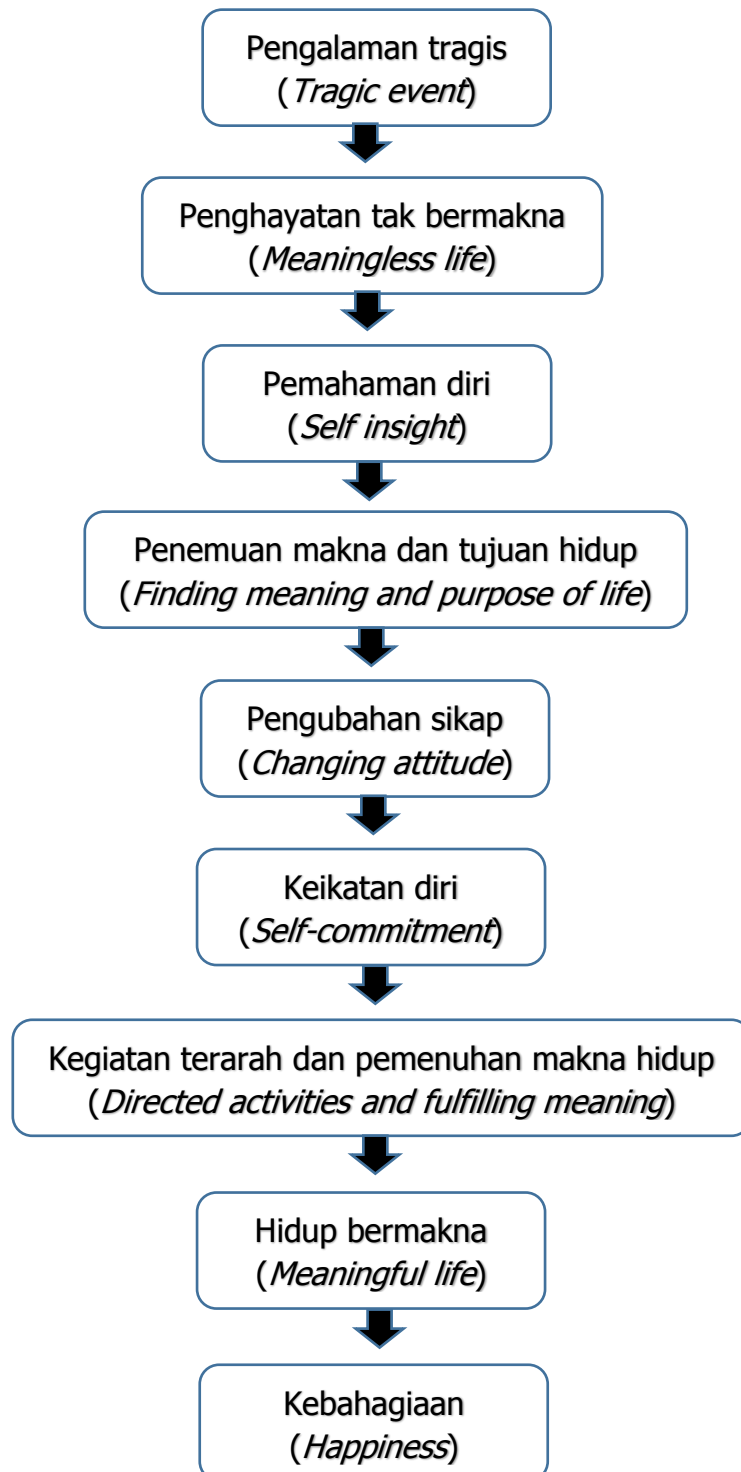 Pengalaman tragis
(Tragic event)
Penghayatan tak bermakna
(Meaningless life)
Pemahaman diri
(Self insight)
Penemuan makna dan tujuan hidup
(Finding meaning and purpose of life)
Pengubahan sikap
(Changing attitude)
Keikatan diri
(Self-commitment)
Kegiatan terarah dan pemenuhan makna hidup
(Directed activities and fulfilling meaning)
Hidup bermakna
(Meaningful life)
Kebahagiaan
(Happiness)